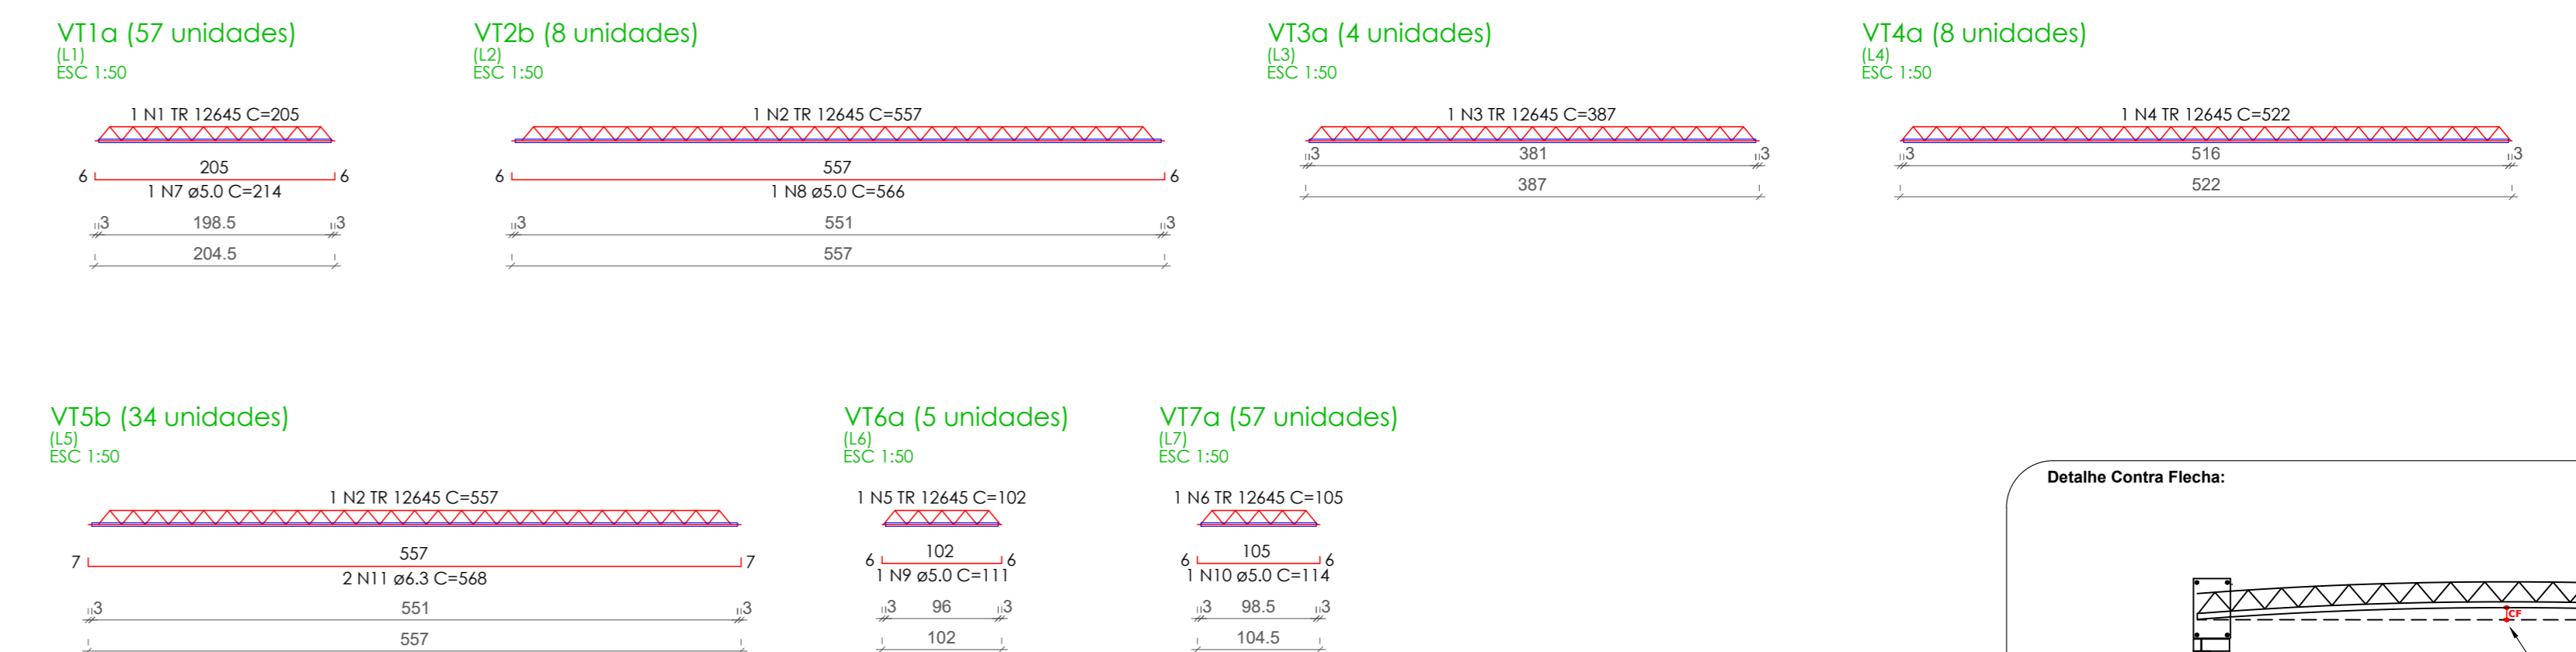 VT1a (57 unidades)
(L1)
ESC 1:50
1 N1 TR 12645 C=205
205
6
6
1 N7 ø5.0 C=214
3
198.5
3
204.5
VT2b (8 unidades)
(L2)
ESC 1:50
1 N2 TR 12645 C=557
557
6
6
1 N8 ø5.0 C=566
3
551
3
557
VT3a (4 unidades)
(L3)
ESC 1:50
1 N3 TR 12645 C=387
3
381
3
387
VT4a (8 unidades)
(L4)
ESC 1:50
1 N4 TR 12645 C=522
3
516
3
522
VT5b (34 unidades)
(L5)
ESC 1:50
1 N2 TR 12645 C=557
557
7
7
2 N11 ø6.3 C=568
3
551
3
557
VT6a (5 unidades)
(L6)
ESC 1:50
1 N5 TR 12645 C=102
102
6
6
1 N9 ø5.0 C=111
3
96
3
102
VT7a (57 unidades)
(L7)
ESC 1:50
1 N6 TR 12645 C=105
105
6
6
1 N10 ø5.0 C=114
3
98.5
3
104.5
Detalhe Contra Flecha:
CF